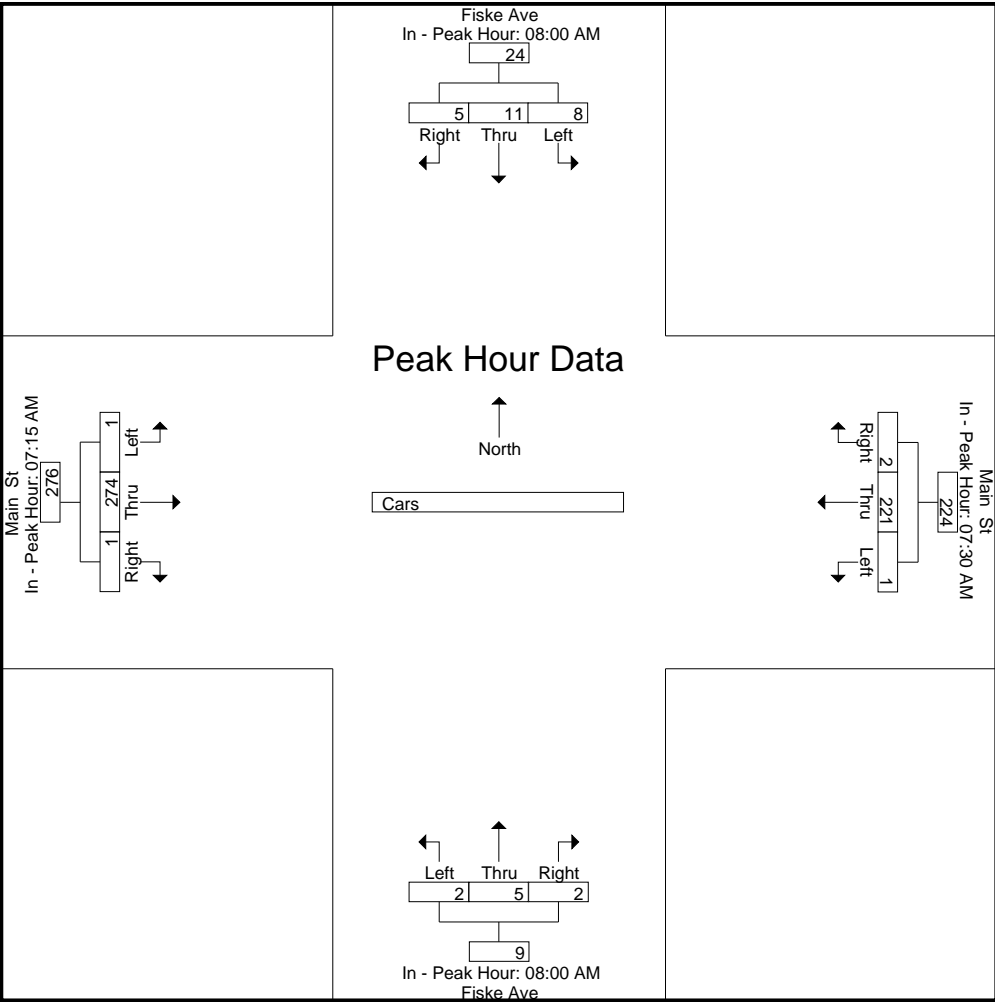 Fiske Ave
In - Peak Hour: 08:00 AM
24
5 11 8
Right Thru Left
Peak Hour Data
North
Cars
Main St
In - Peak Hour: 07:15 AM
276
1 274 1
Left Thru Right
Main St
In - Peak Hour: 07:30 AM
224
2 221 1
Right Thru Left
Left Thru Right
2 5 2
9
In - Peak Hour: 08:00 AM
Fiske Ave